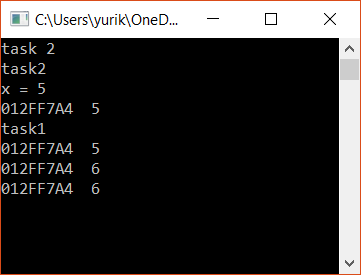 C:\Users\yurik\OneD...
task 2
task2
x = 5
012FF7A4  5
task1
012FF7A4  5
012FF7A4  6
012FF7A4  6